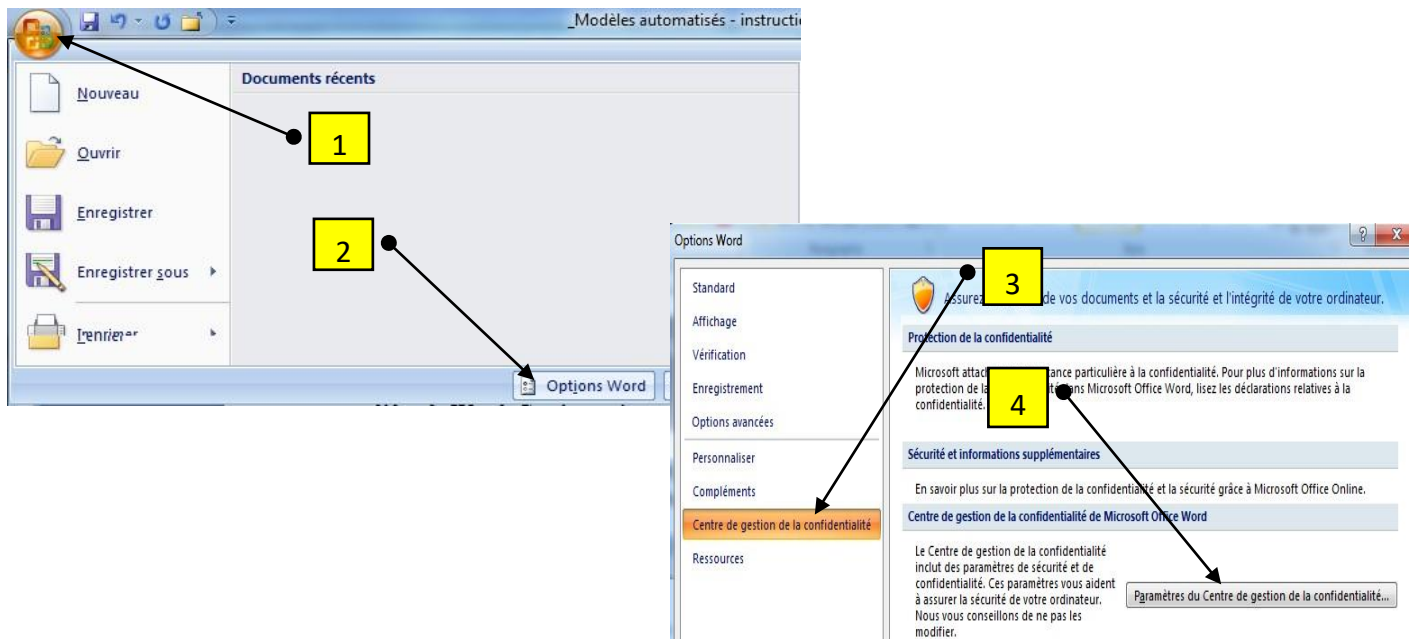 _Modèles automatisés - instructi
Documents récents
Nouveau
Ouvrir
Enregistrer
Enregistrer sous
Options Word
1
2
Options Word
Standard
Affichage
Vérification
Enregistrement
Options avancées
Personnaliser
Compléments
Centre de gestion de la confidentialité
Ressources
3
Assurez de vos documents et la sécurité et l'intégrité de votre ordinateur.
Protection de la confidentialité
Microsoft attac tance particulière à la confidentialité. Pour plus d'informations sur la
protection de la ité dans Microsoft Office Word, lisez les déclarations relatives à la
confidentialité.
4
Sécurité et informations supplémentaires
En savoir plus sur la protection de la confidentialité et la sécurité grâce à Microsoft Office Online.
Centre de gestion de la confidentialité de Microsoft Office Word
Le Centre de gestion de la confidentialité
inclut des paramètres de sécurité et de
confidentialité. Ces paramètres vous aident
à assurer la sécurité de votre ordinateur.
Nous vous conseillons de ne pas les
modifier.
Paramètres du Centre de gestion de la confidentialité...